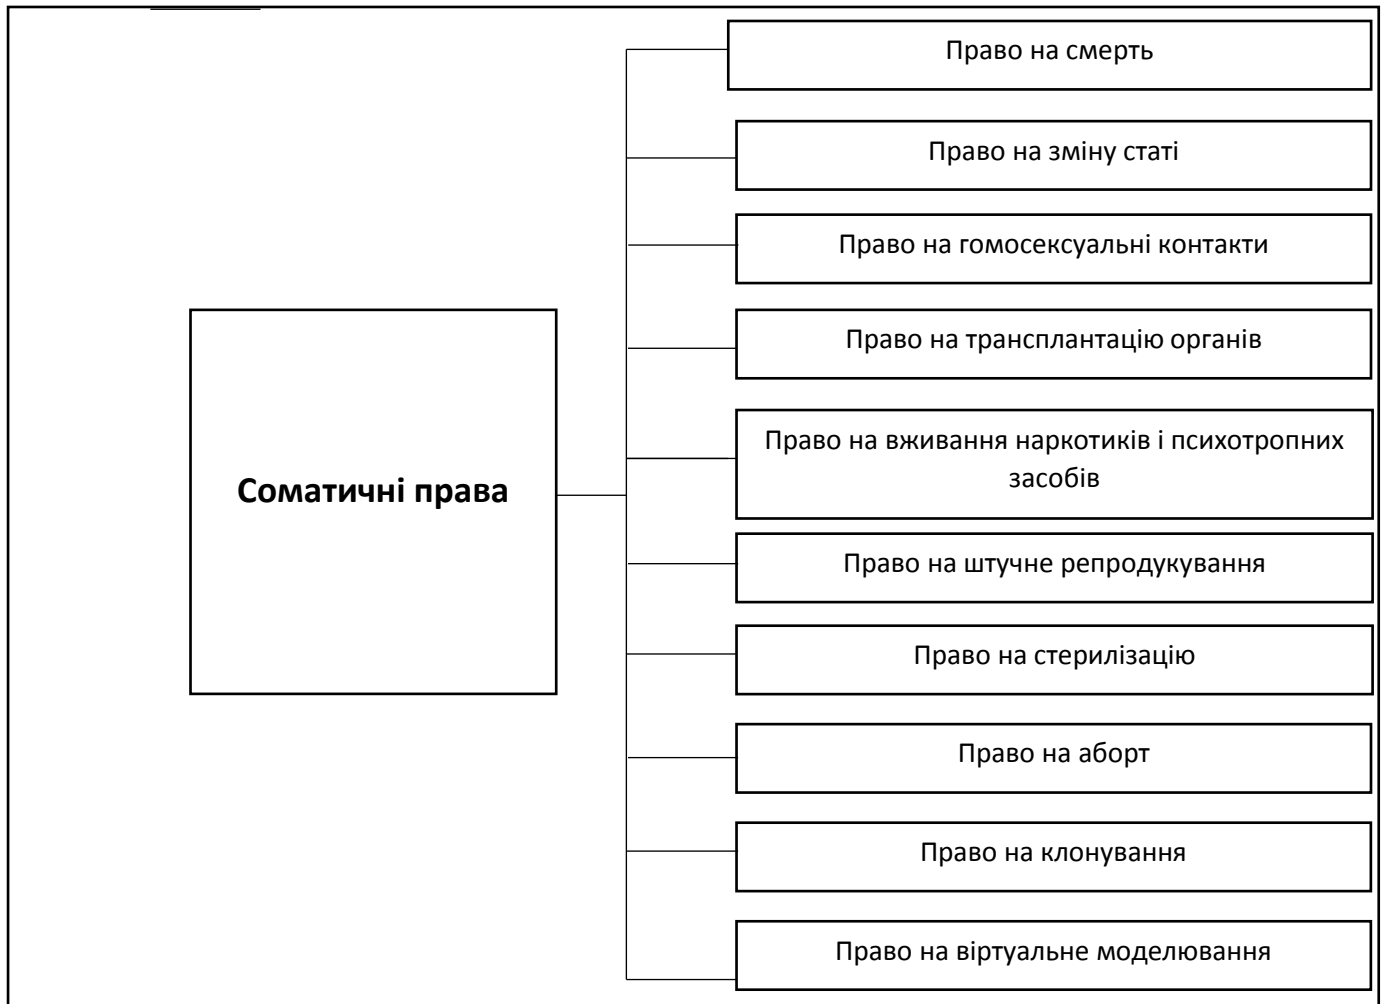 Право на смерть
Право на зміну статі
Право на гомосексуальні контакти
Право на трансплантацію органів
Право на вживання наркотиків і психотропних
засобів
Соматичні права
Право на штучне репродукування
Право на стерилізацію
Право на аборт
Право на клонування
Право на віртуальне моделювання